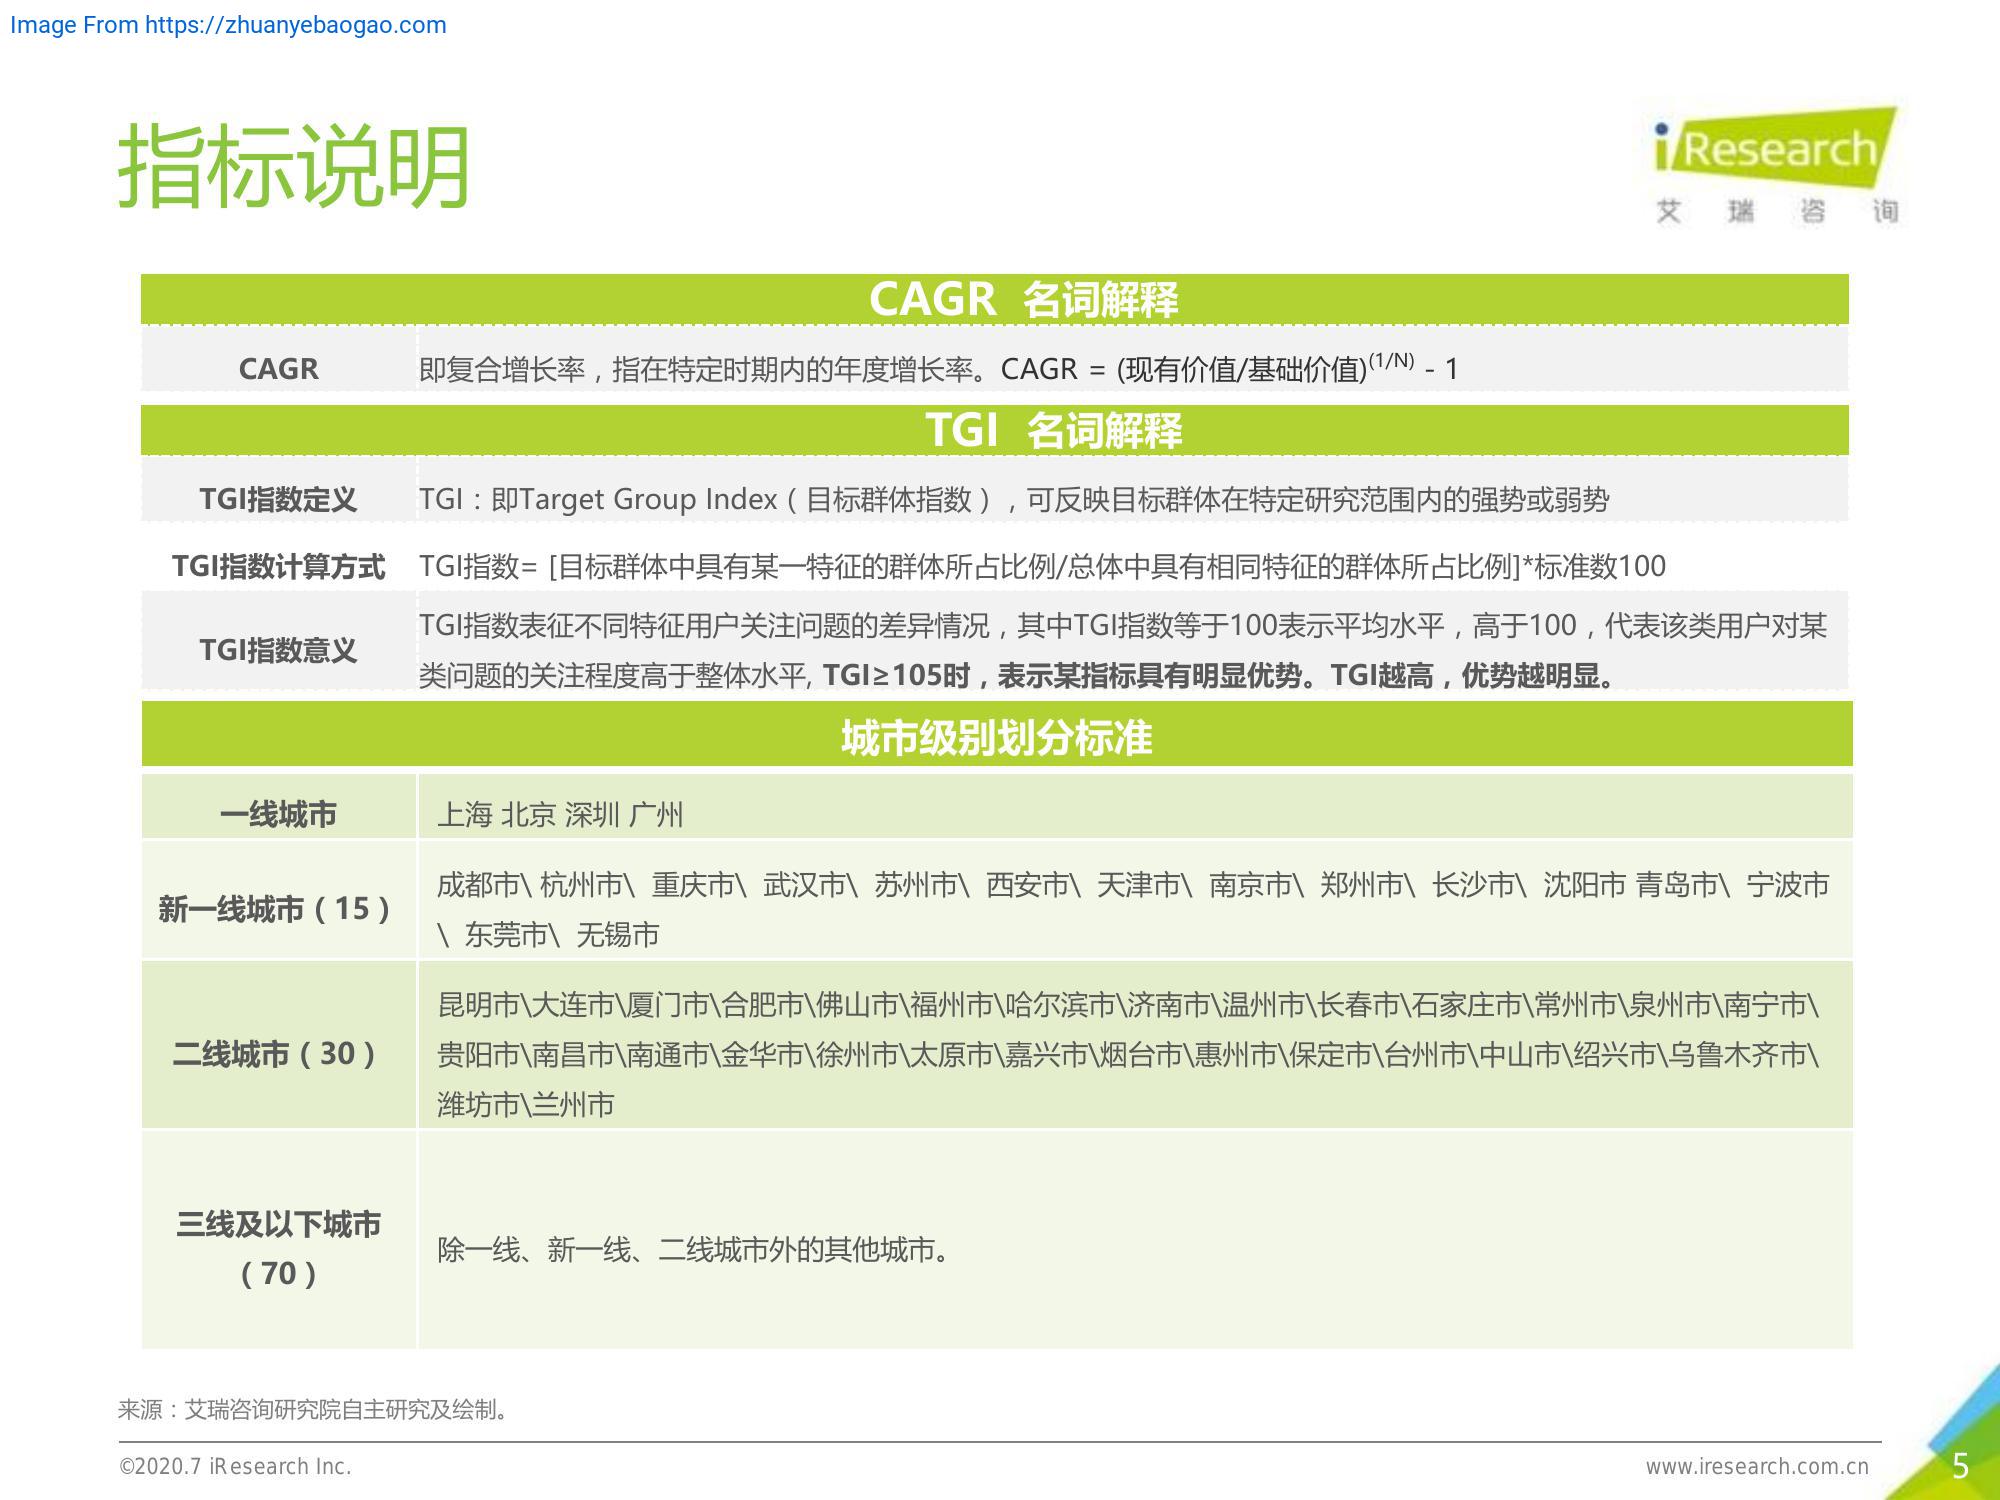 Image From https://zhuanyebaogao.com
指标说明
iResearch
艾 瑞 咨 询
CAGR 名词解释
CAGR
即复合增长率，指在特定时期内的年度增长率。CAGR = (现有价值/基础价值)(1/N) - 1
TGI 名词解释
TGI指数定义
TGI：即Target Group Index（目标群体指数），可反映目标群体在特定研究范围内的强势或弱势
TGI指数计算方式
TGI指数= [目标群体中具有某一特征的群体所占比例/总体中具有相同特征的群体所占比例]*标准数100
TGI指数意义
TGI指数表征不同特征用户关注问题的差异情况，其中TGI指数等于100表示平均水平，高于100，代表该类用户对某
类问题的关注程度高于整体水平, TGI≥105时，表示某指标具有明显优势。TGI越高，优势越明显。
城市级别划分标准
一线城市
上海 北京 深圳 广州
新一线城市（15）
成都市\ 杭州市\ 重庆市\ 武汉市\ 苏州市\ 西安市\ 天津市\ 南京市\ 郑州市\ 长沙市\ 沈阳市 青岛市\ 宁波市
\ 东莞市\ 无锡市
二线城市（30）
昆明市\大连市\厦门市\合肥市\佛山市\福州市\哈尔滨市\济南市\温州市\长春市\石家庄市\常州市\泉州市\南宁市\
贵阳市\南昌市\南通市\金华市\徐州市\太原市\嘉兴市\烟台市\惠州市\保定市\台州市\中山市\绍兴市\乌鲁木齐市\
潍坊市\兰州市
三线及以下城市
（70）
除一线、新一线、二线城市外的其他城市。
来源：艾瑞咨询研究院自主研究及绘制。
©2020.7 iResearch Inc.
www.iresearch.com.cn
5